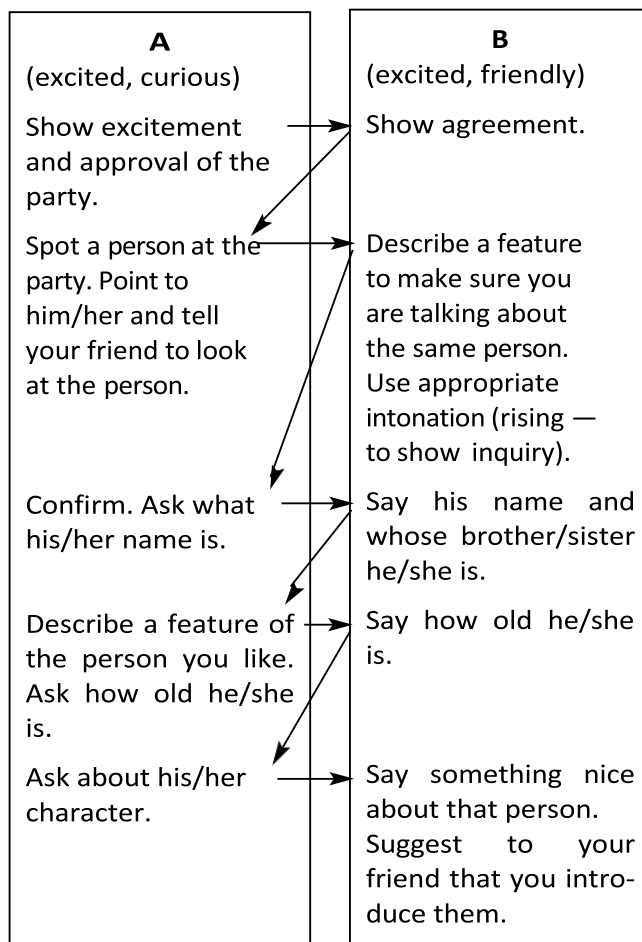 A
(excited, curious)
Show excitement
and approval of the
party.
Spot a person at the
party. Point to
him/her and tell
your friend to look
at the person.
Confirm. Ask what
his/her name is.
Describe a feature of
the person you like.
Ask how old he/she
is.
Ask about his/her
character.
B
(excited, friendly)
Show agreement.
Describe a feature
to make sure you
are talking about
the same person.
Use appropriate
intonation (rising —
to show inquiry).
Say his name and
whose brother/sister
he/she is.
Say how old he/she
is.
Say something nice
about that person.
Suggest to your
friend that you intro-
duce them.